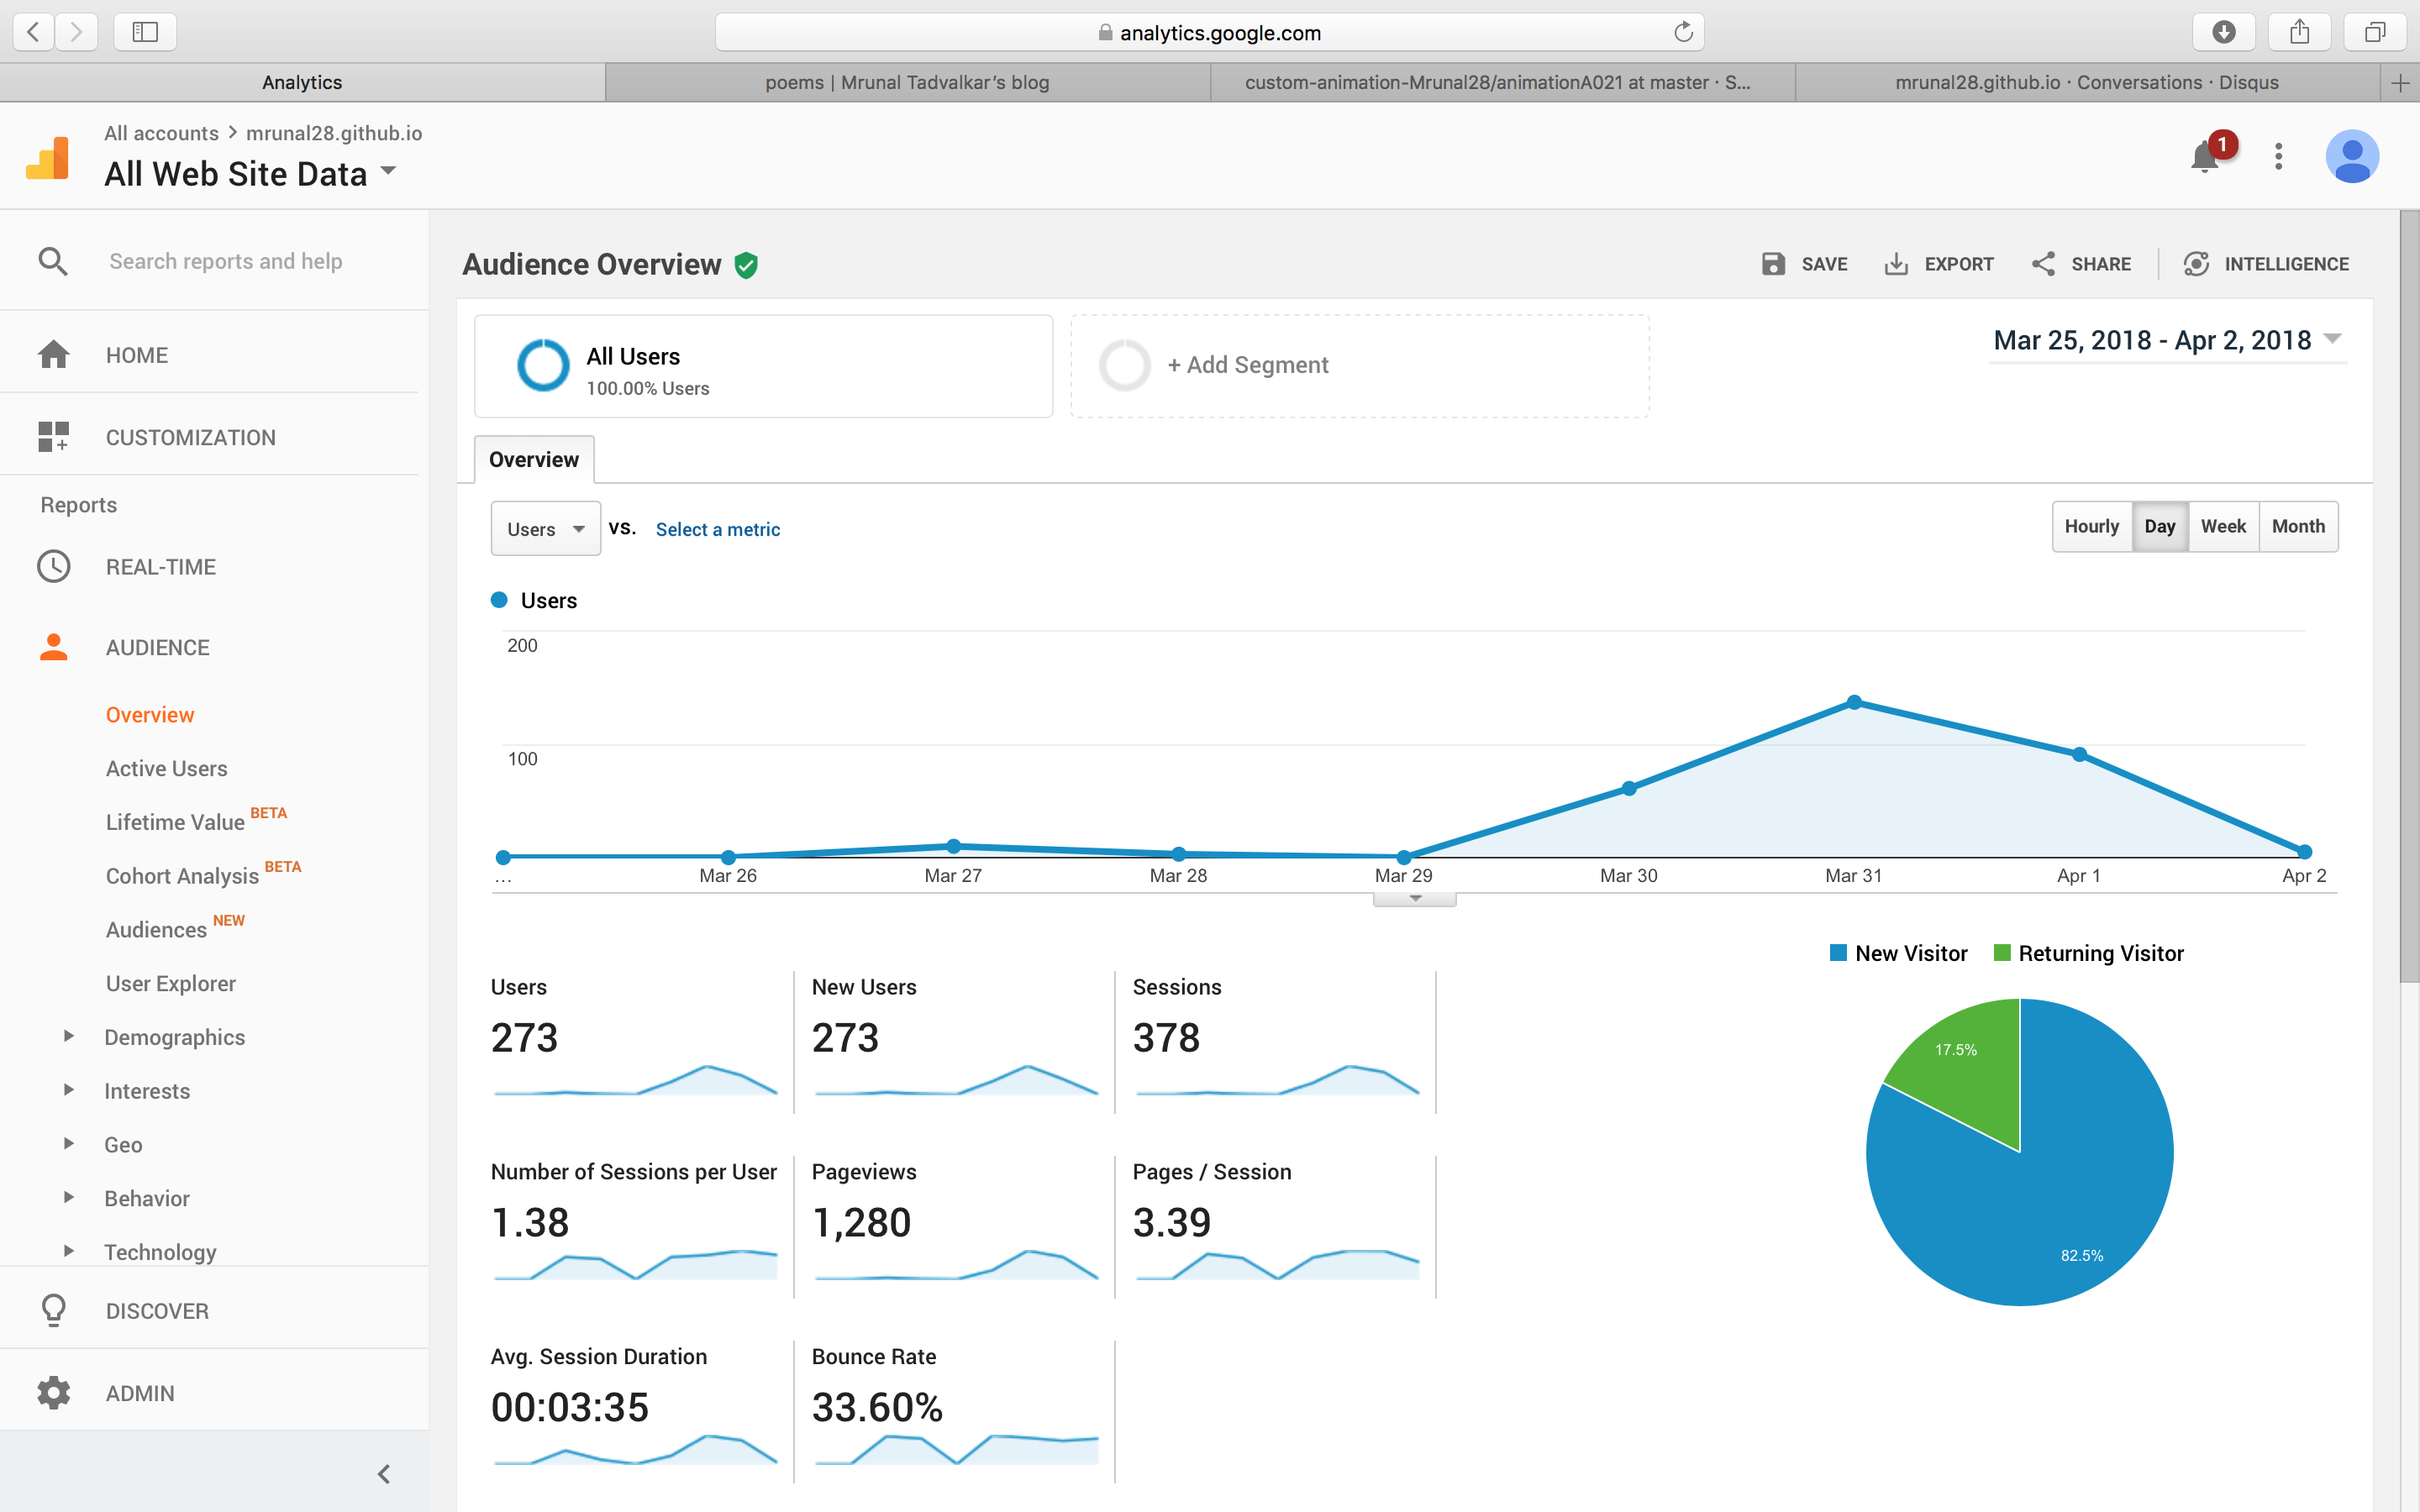 analytics.google.com
Analytics
poems | Mrunal Tadvalkar’s blog
custom-animation-Mrunal28/animationA021 at master · S...
mrunal28.github.io · Conversations · Disqus
All accounts > mrunal28.github.io
All Web Site Data
1
Search reports and help
HOME
CUSTOMIZATION
Reports
REAL-TIME
AUDIENCE
Overview
Active Users
Lifetime Value BETA
Cohort Analysis BETA
Audiences NEW
User Explorer
Demographics
Interests
Geo
Behavior
Technology
DISCOVER
ADMIN
Audience Overview
SAVE
EXPORT
SHARE
INTELLIGENCE
All Users
100.00% Users
+ Add Segment
Mar 25, 2018 - Apr 2, 2018
Overview
Users
vs.
Select a metric
Hourly
Day
Week
Month
Users
200
100
...
Mar 26
Mar 27
Mar 28
Mar 29
Mar 30
Mar 31
Apr 1
Apr 2
Users
273
New Users
273
Sessions
378
Number of Sessions per User
1.38
Pageviews
1,280
Pages / Session
3.39
Avg. Session Duration
00:03:35
Bounce Rate
33.60%
New Visitor
Returning Visitor
17.5%
82.5%